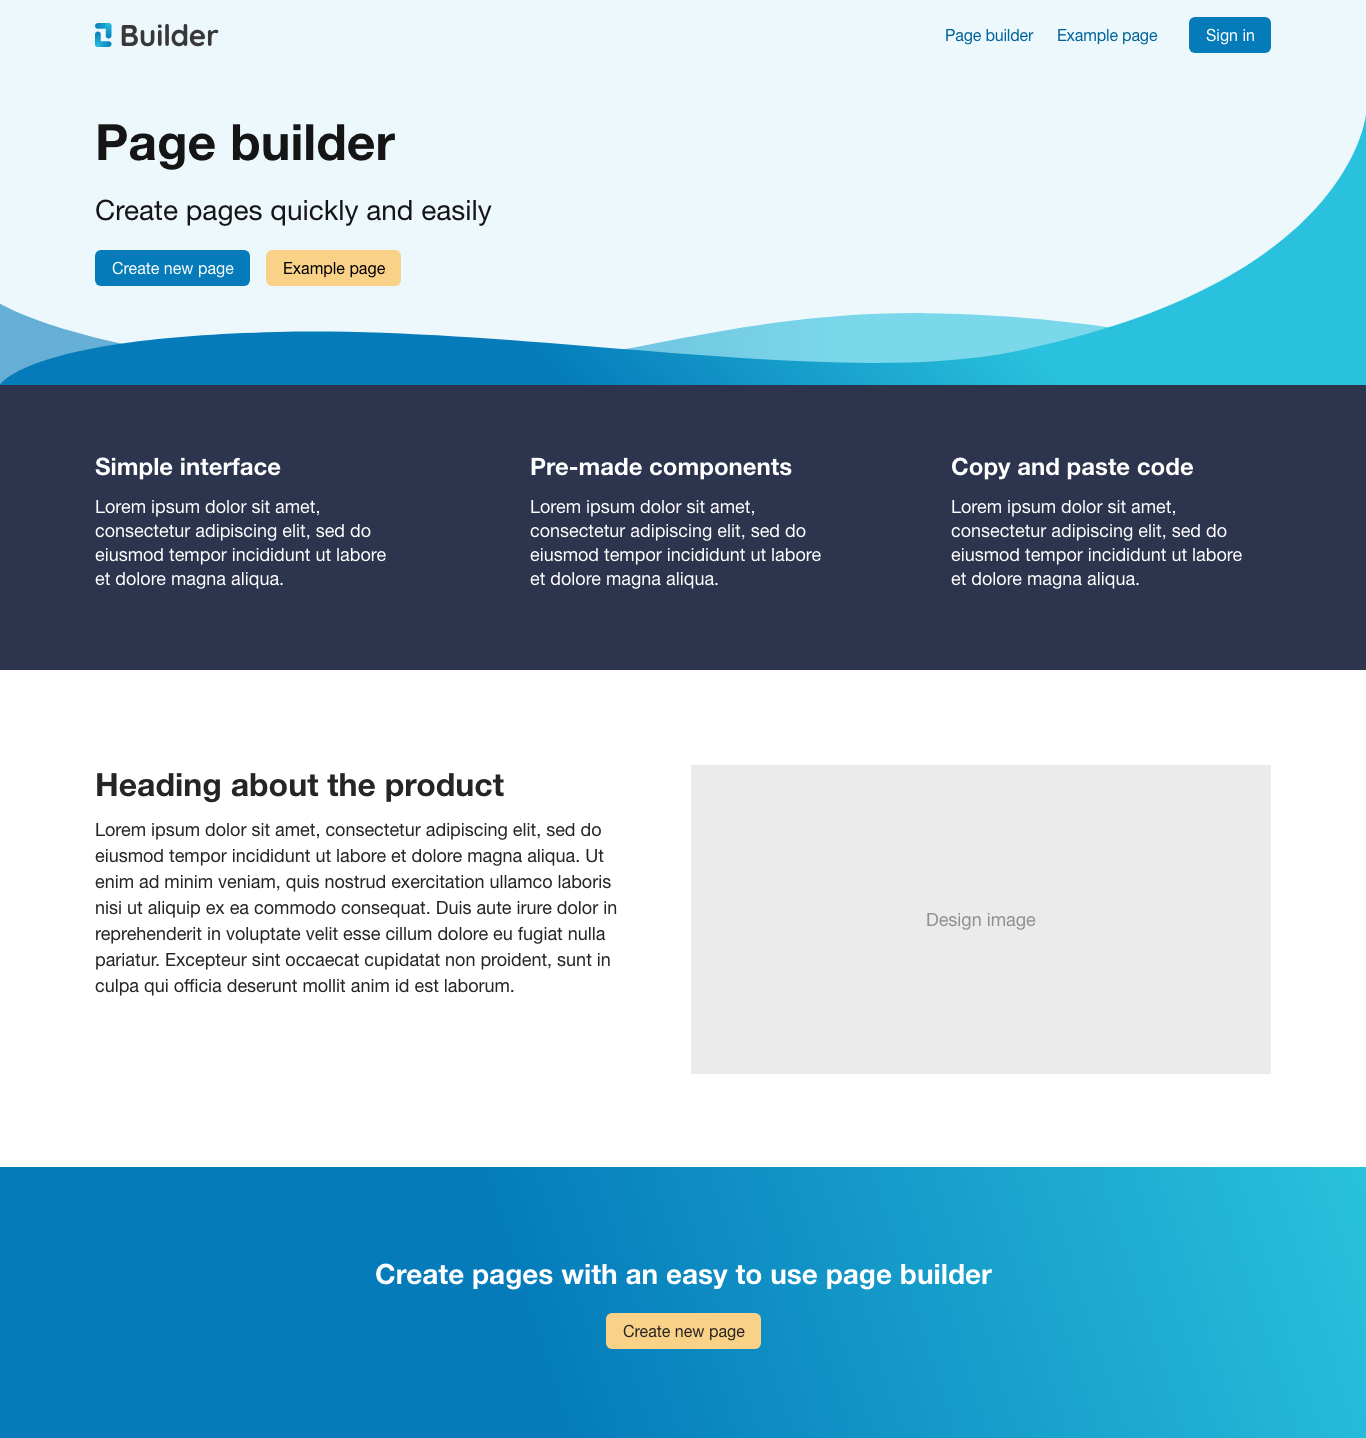 Builder
Page builder
Example page
Sign in
Page builder
Create pages quickly and easily
Create new page
Example page
Simple interface
Lorem ipsum dolor sit amet,
consectetur adipiscing elit, sed do
eiusmod tempor incididunt ut labore
et dolore magna aliqua.
Pre-made components
Lorem ipsum dolor sit amet,
consectetur adipiscing elit, sed do
eiusmod tempor incididunt ut labore
et dolore magna aliqua.
Copy and paste code
Lorem ipsum dolor sit amet,
consectetur adipiscing elit, sed do
eiusmod tempor incididunt ut labore
et dolore magna aliqua.
Heading about the product
Lorem ipsum dolor sit amet, consectetur adipiscing elit, sed do
eiusmod tempor incididunt ut labore et dolore magna aliqua. Ut
enim ad minim veniam, quis nostrud exercitation ullamco laboris
nisi ut aliquip ex ea commodo consequat. Duis aute irure dolor in
reprehenderit in voluptate velit esse cillum dolore eu fugiat nulla
pariatur. Excepteur sint occaecat cupidatat non proident, sunt in
culpa qui officia deserunt mollit anim id est laborum.
Design image
Create pages with an easy to use page builder
Create new page